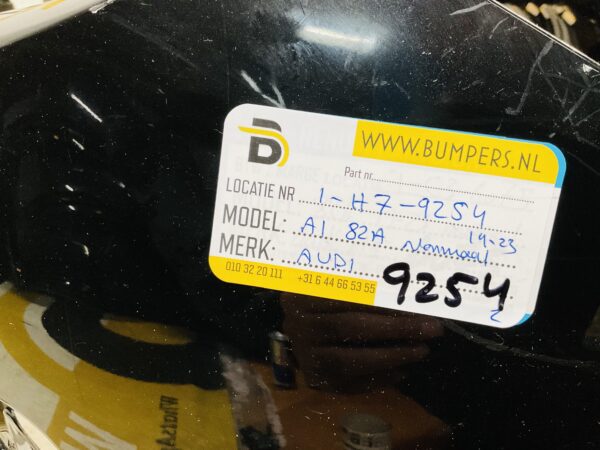 B
WWW.BUMPERS.NL
Part nr.
LOCATIE NR 1-H7-9254
MODEL: A1 82A Normaal 19-23
MERK: AUDI
9254
2
010 32 20 111 +31 6 44 66 53 55